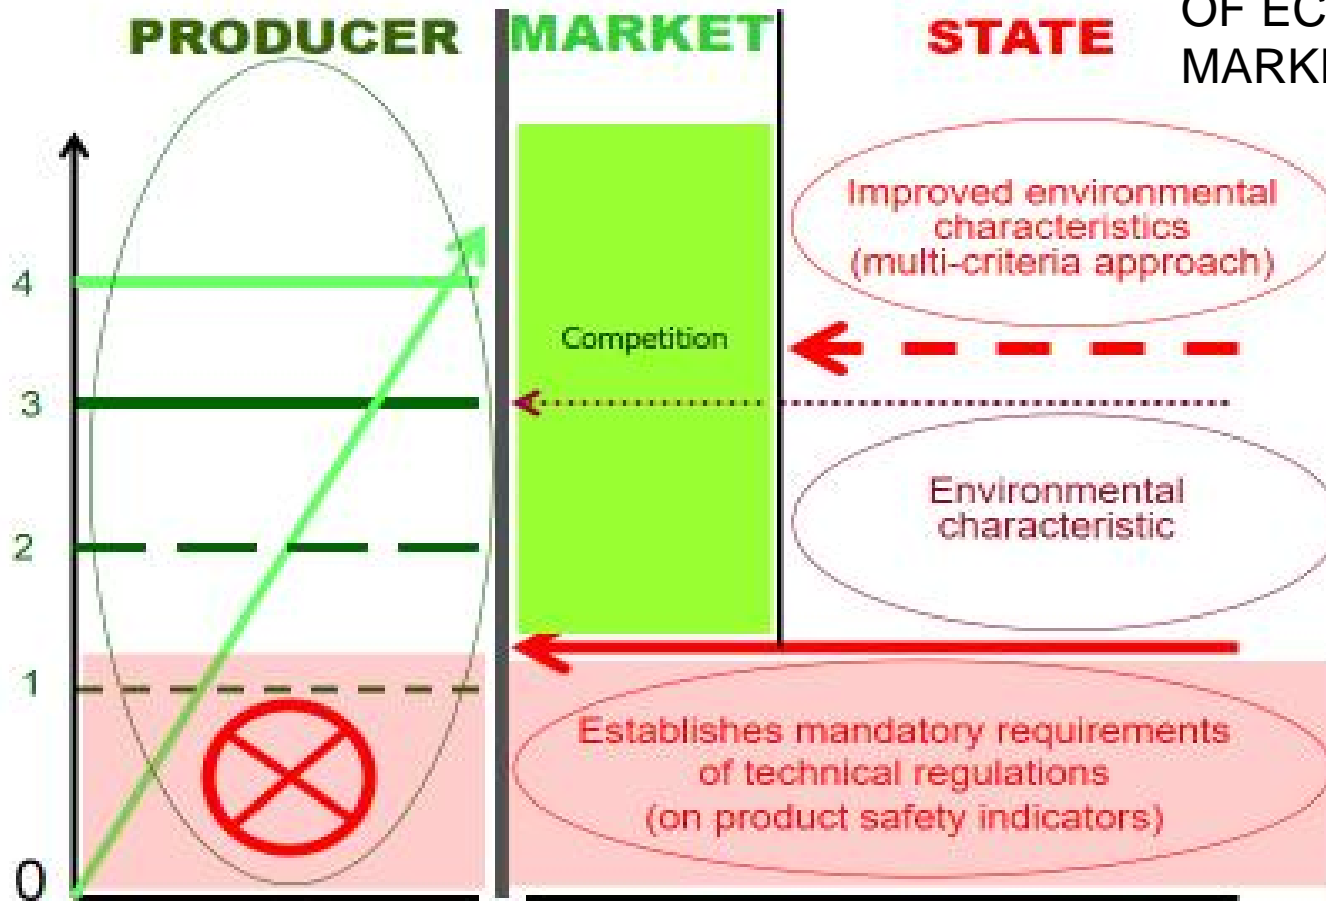 PRODUCER
MARKET
STATE
OF EC
MARKE
4
3
2
1
0
Competition
Improved environmental
characteristics
(multi-criteria approach)
Environmental
characteristic
Establishes mandatory requirements
of technical regulations
(on product safety indicators)